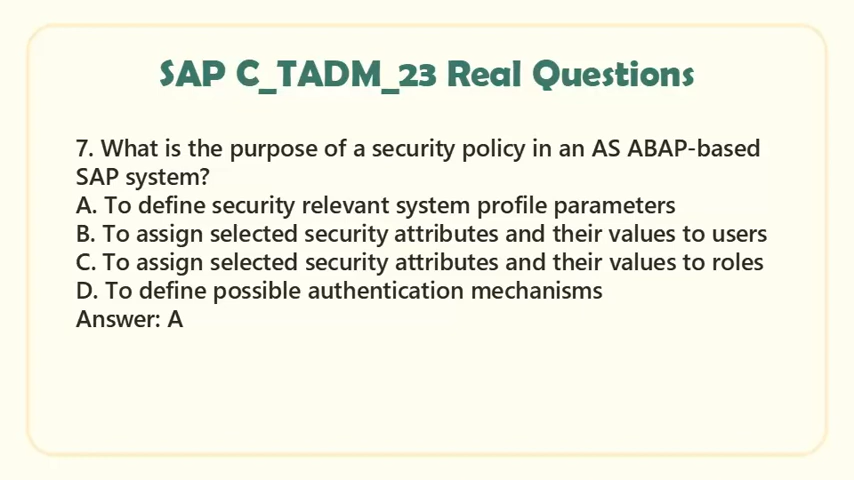 SAP C_TADM_23 Real Questions
7. What is the purpose of a security policy in an AS ABAP-based
SAP system?
A. To define security relevant system profile parameters
B. To assign selected security attributes and their values to users
C. To assign selected security attributes and their values to roles
D. To define possible authentication mechanisms
Answer: A